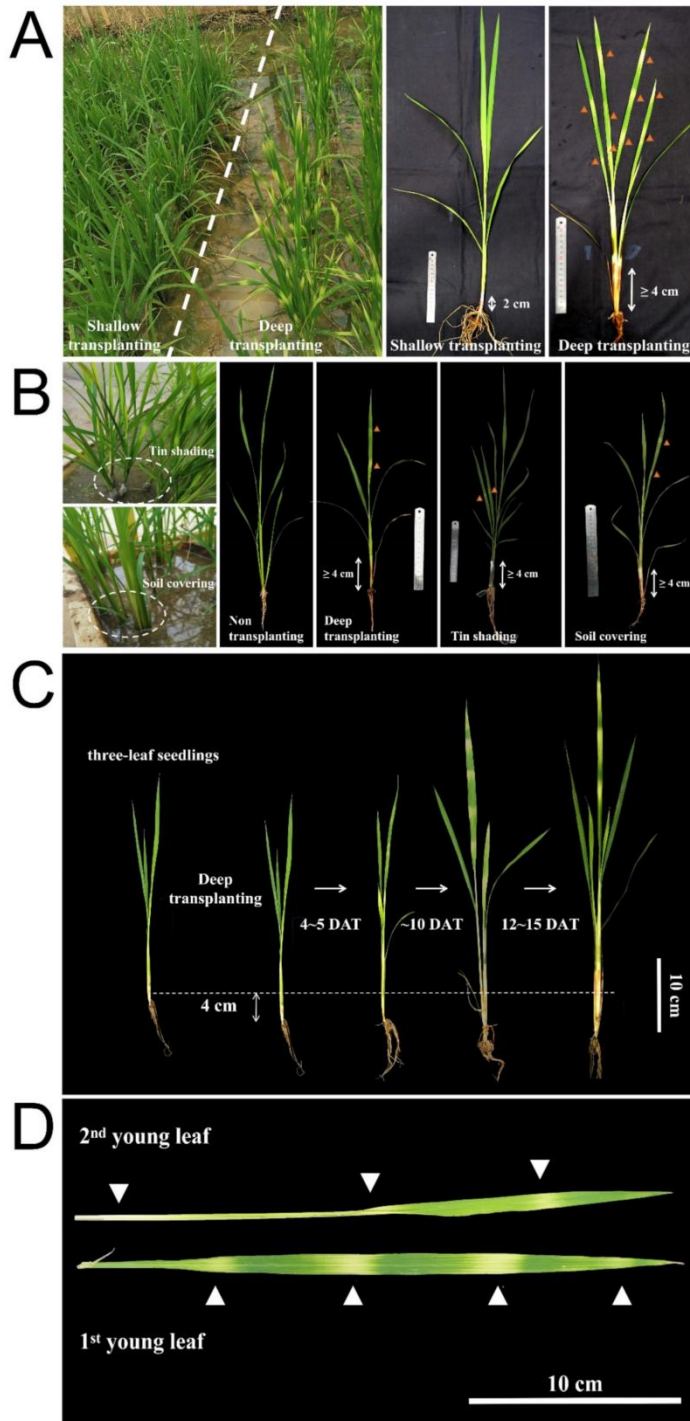 A
Shallow
transplanting
Deep
transplanting
2 cm
Shallow transplanting
≥ 4 cm
Deep transplanting
B
Tin shading
Soil covering
Non
transplanting
≥ 4 cm
Deep
transplanting
≥ 4 cm
Tin shading
≥ 4 cm
Soil covering
C
three-leaf seedlings
Deep
transplanting
4~5 DAT
~10 DAT
12~15 DAT
4 cm
10 cm
D
2nd young leaf
1st young leaf
10 cm